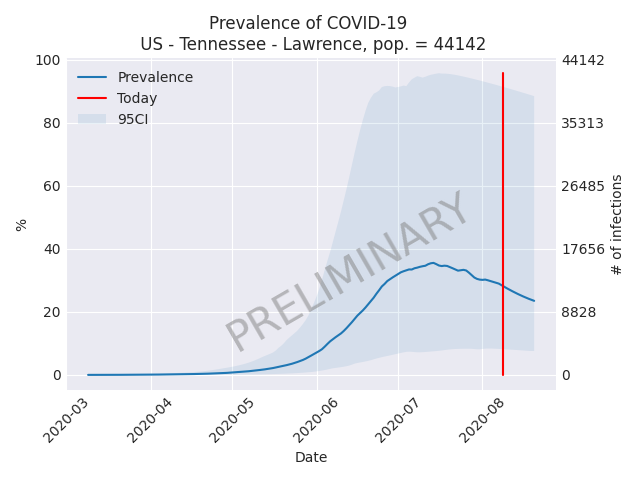 Prevalence of COVID-19
US - Tennessee - Lawrence, pop. = 44142
Prevalence
Today
95CI
100
80
60
40
20
0
%
44142
35313
26485
17656
8828
0
# of infections
PRELIMINARY
2020-03
2020-04
2020-05
2020-06
2020-07
2020-08
Date